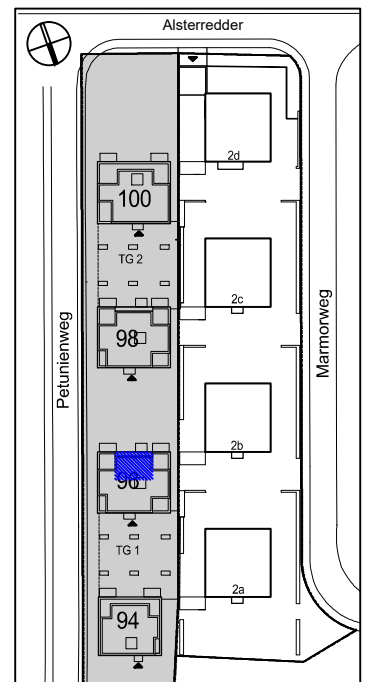 Alsterredder
2d
100
TG 2
2c
Petunienweg
Marmorweg
98
2b
96
TG 1
2a
94